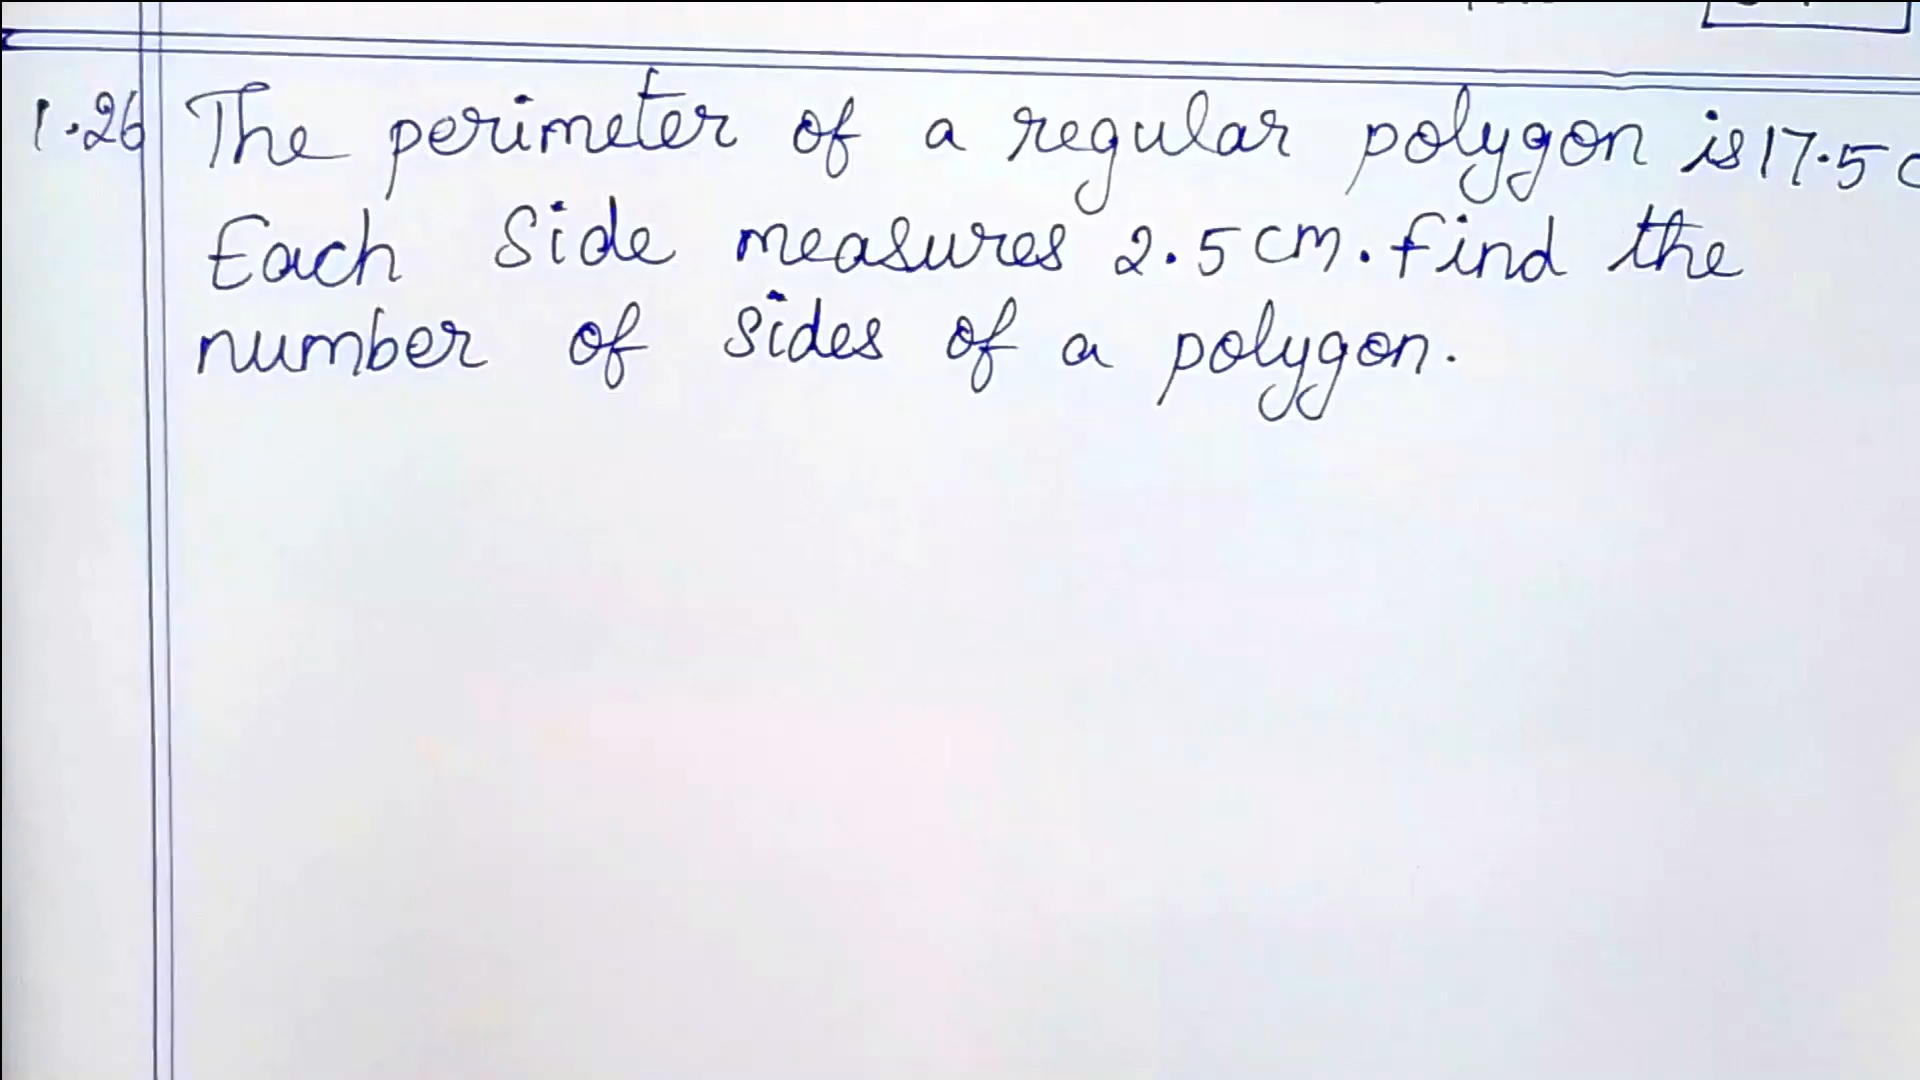 1.26 The perimeter of a regular polygon is 17.5 c
Each Side measures 2.5 cm. find the
number of sides of a polygon.